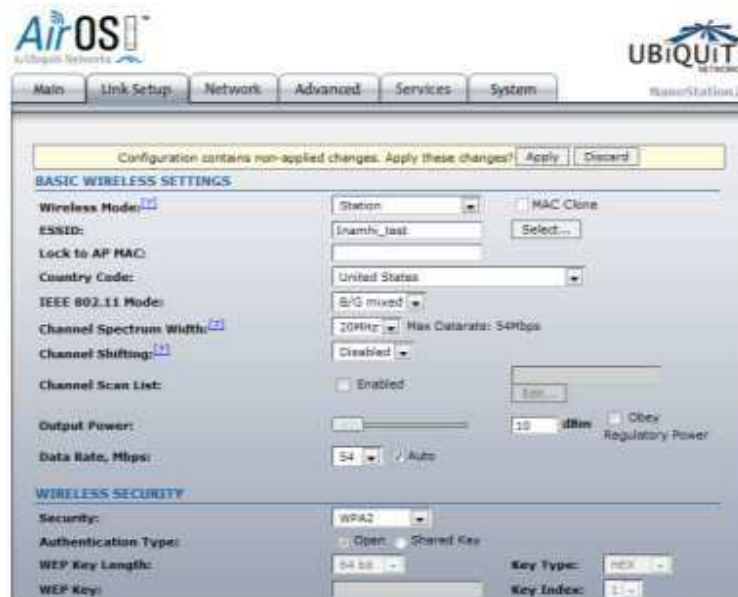 AirOS™
UBiQUiT
Main Link Setup Network Advanced Services System
NanoStation2
Configuration contains non-applied changes. Apply these changes? Apply Discard
BASIC WIRELESS SETTINGS
Wireless Mode:[?] Station MAC Clone
ESSID: Inamhi_test Select...
Lock to AP MAC:
Country Code: United States
IEEE 802.11 Mode: B/G mixed
Channel Spectrum Width:[?] 20MHz Max Datarate: 54Mbps
Channel Shifting:[?] Disabled
Channel Scan List: Enabled
Edit...
Output Power: 10 dBm Obey
Regulatory Power
Data Rate, Mbps: 54 Auto
WIRELESS SECURITY
Security: WPA2
Authentication Type: Open Shared Key
WEP Key Length: 64 bit Key Type: HEX
WEP Key: Key Index: 1